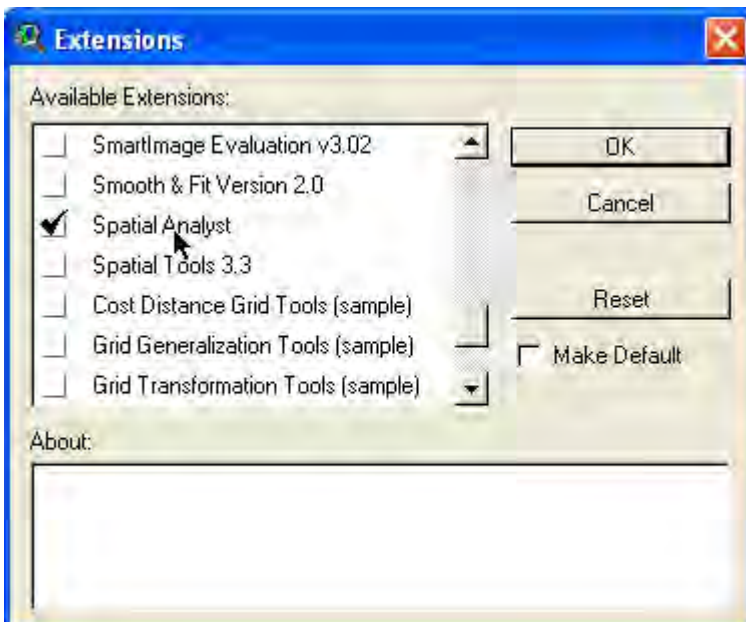 Extensions
Available Extensions:
SmartImage Evaluation v3.02
Smooth & Fit Version 2.0
Spatial Analyst
Spatial Tools 3.3
Cost Distance Grid Tools (sample)
Grid Generalization Tools (sample)
Grid Transformation Tools (sample)
OK
Cancel
Reset
Make Default
About: